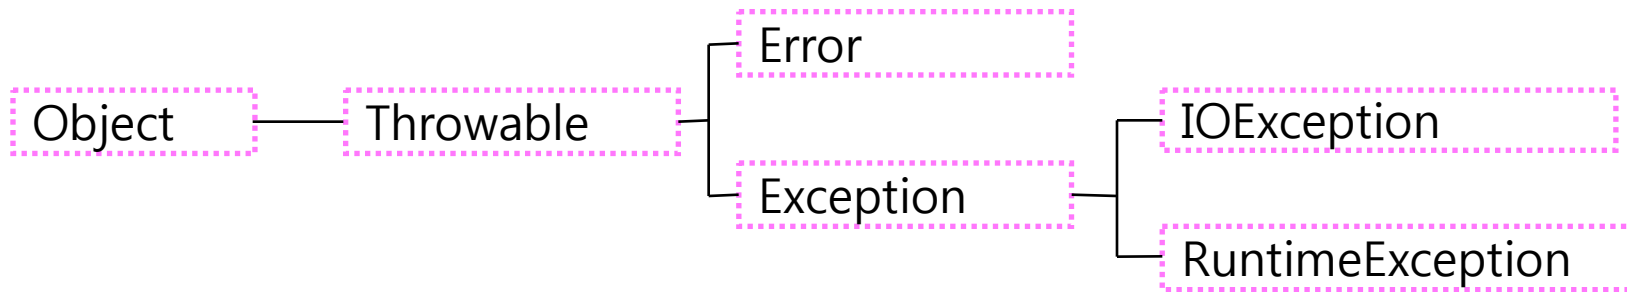 Object
Throwable
Error
Exception
IOException
RuntimeException